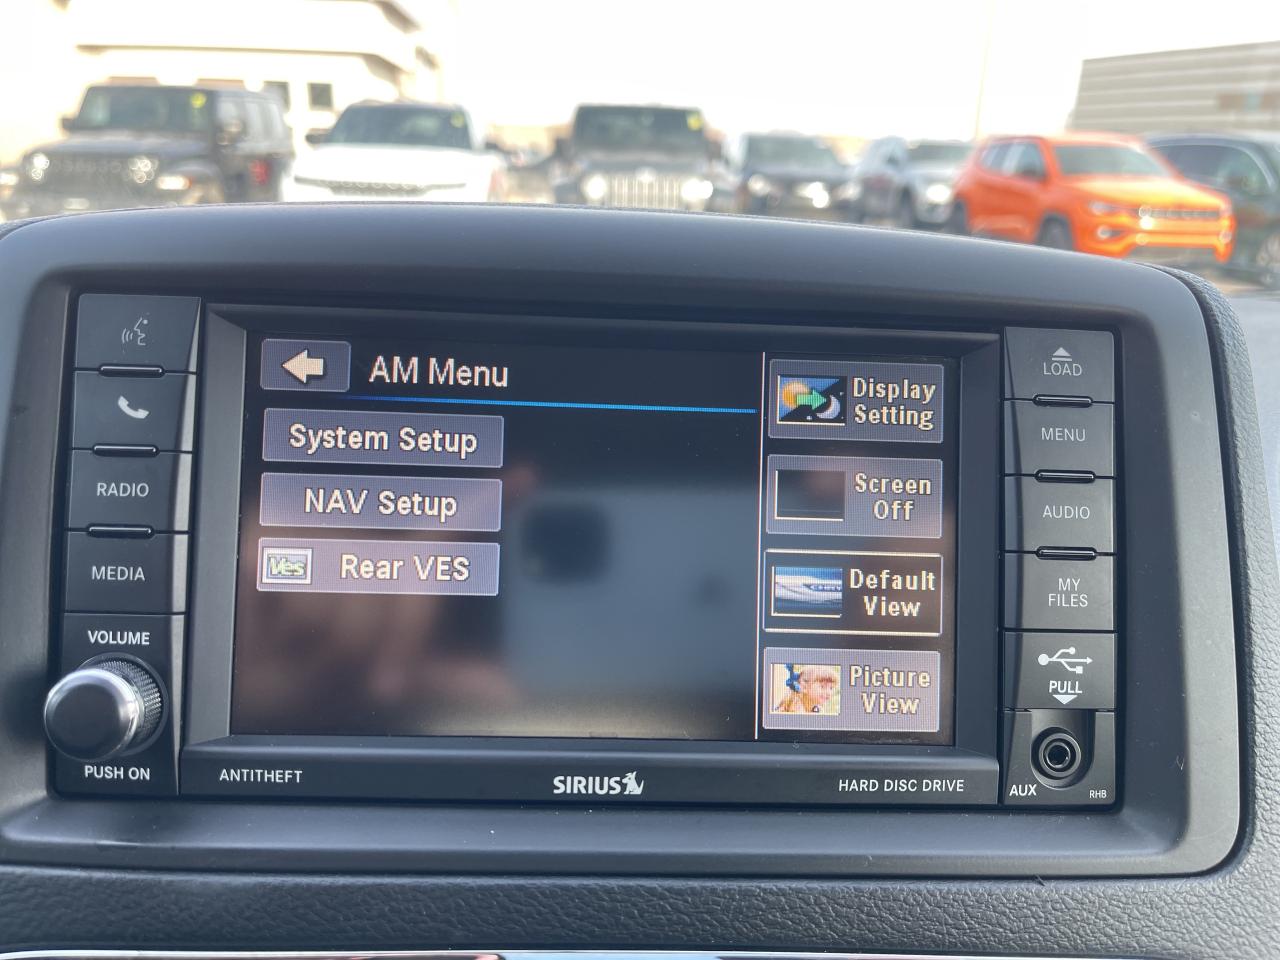 AM Menu
System Setup
NAV Setup
Ves
Rear VES
Display
Setting
Screen
Off
Default
View
Picture
View
RADIO
MEDIA
VOLUME
PUSH ON
LOAD
MENU
AUDIO
MY
FILES
PULL
AUX
RHB
ANTITHEFT
SIRIUS
HARD DISC DRIVE